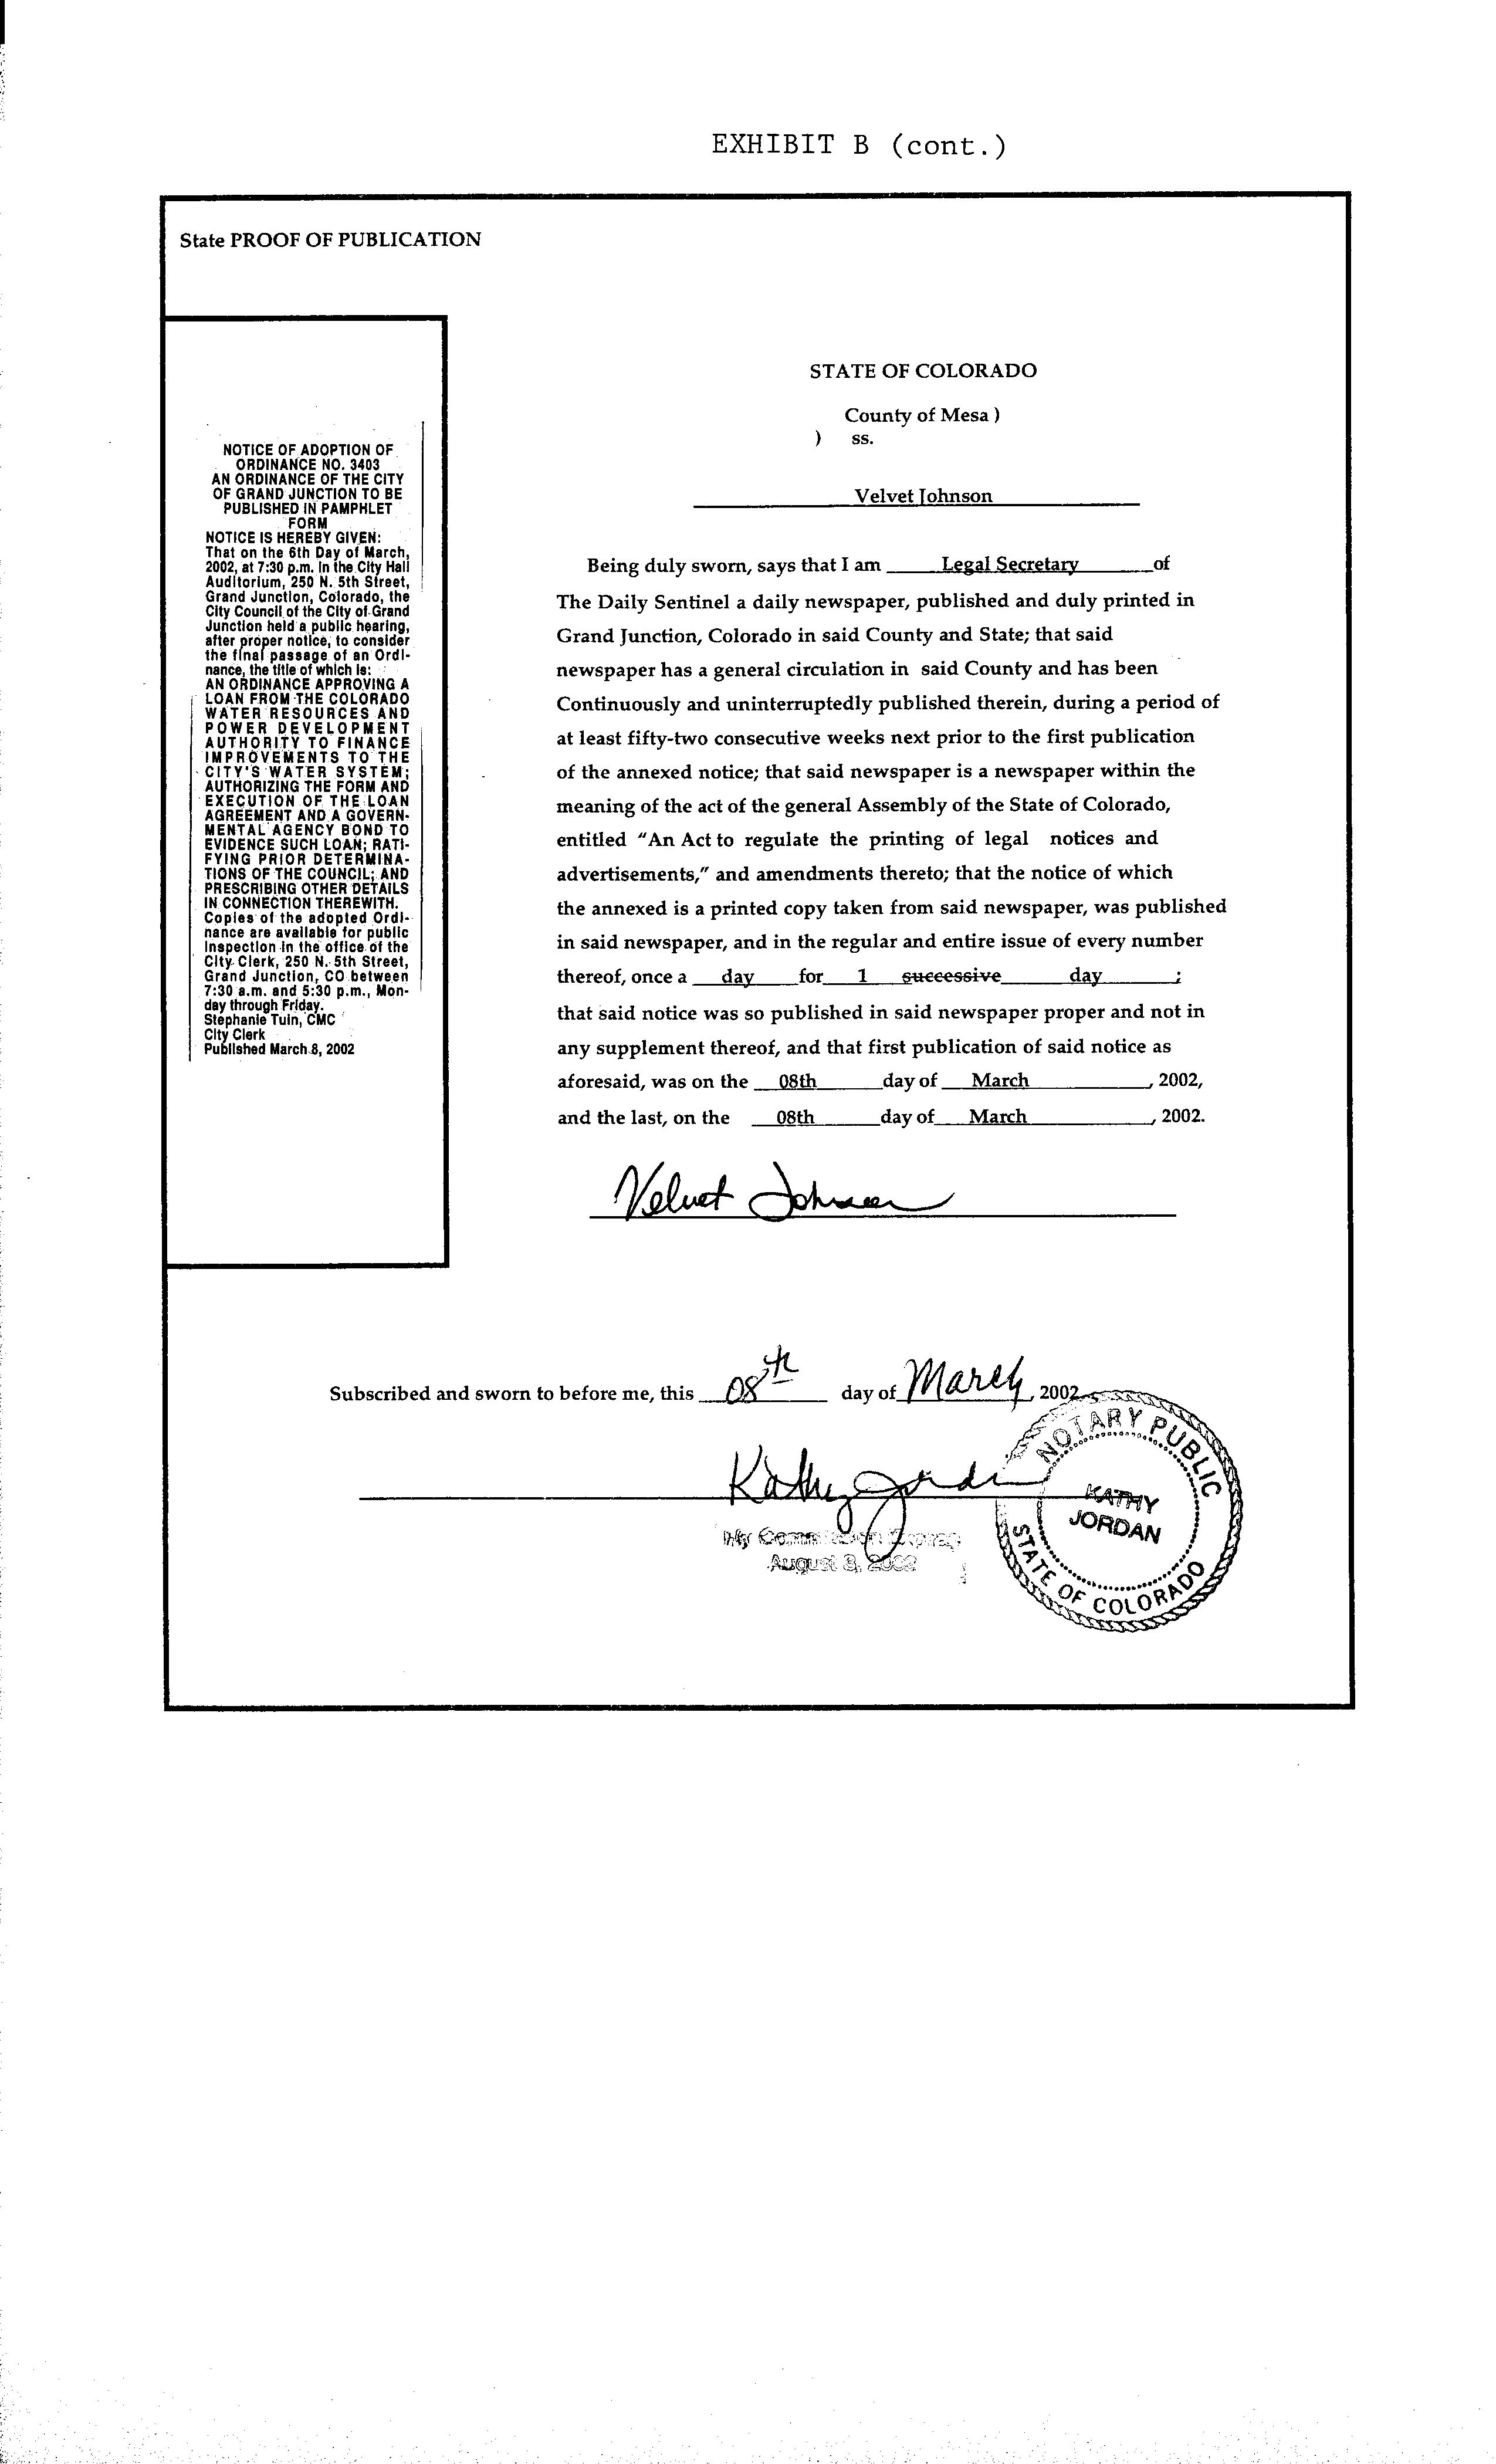 EXHIBIT B (cont.)
State PROOF OF PUBLICATION
NOTICE OF ADOPTION OF
ORDINANCE NO. 3403
AN ORDINANCE OF THE CITY
OF GRAND JUNCTION TO BE
PUBLISHED IN PAMPHLET
FORM
NOTICE IS HEREBY GIVEN:
That on the 6th Day of March,
2002, at 7:30 p.m. in the City Hall
Auditorium, 250 N. 5th Street,
Grand Junction, Colorado, the
City Council of the City of Grand
Junction held a public hearing,
after proper notice, to consider
the final passage of an Ordi-
nance, the title of which is:
AN ORDINANCE APPROVING A
LOAN FROM THE COLORADO
WATER RESOURCES AND
POWER DEVELOPMENT
AUTHORITY TO FINANCE
IMPROVEMENTS TO THE
CITY'S WATER SYSTEM;
AUTHORIZING THE FORM AND
EXECUTION OF THE LOAN
AGREEMENT AND A GOVERN-
MENTAL AGENCY BOND TO
EVIDENCE SUCH LOAN; RATI-
FYING PRIOR DETERMINA-
TIONS OF THE COUNCIL; AND
PRESCRIBING OTHER DETAILS
IN CONNECTION THEREWITH.
Copies of the adopted Ordi-
nance are available for public
inspection in the office of the
City Clerk, 250 N. 5th Street,
Grand Junction, CO between
7:30 a.m. and 5:30 p.m., Mon-
day through Friday.
Stephanie Tuin, CMC
City Clerk
Published March 8, 2002
STATE OF COLORADO
County of Mesa )
) ss.
Velvet Johnson
Being duly sworn, says that I am Legal Secretary of
The Daily Sentinel a daily newspaper, published and duly printed in
Grand Junction, Colorado in said County and State; that said
newspaper has a general circulation in said County and has been
Continuously and uninterruptedly published therein, during a period of
at least fifty-two consecutive weeks next prior to the first publication
of the annexed notice; that said newspaper is a newspaper within the
meaning of the act of the general Assembly of the State of Colorado,
entitled “An Act to regulate the printing of legal notices and
advertisements,” and amendments thereto; that the notice of which
the annexed is a printed copy taken from said newspaper, was published
in said newspaper, and in the regular and entire issue of every number
thereof, once a day for 1 successive day ;
that said notice was so published in said newspaper proper and not in
any supplement thereof, and that first publication of said notice as
aforesaid, was on the 08th day of March , 2002,
and the last, on the 08th day of March , 2002.
Velvet Johnson
Subscribed and sworn to before me, this 08th day of March, 2002
Kathy Jordan
My Commission Expires
August 3, 2002
NOTARY PUBLIC
KATHY
JORDAN
STATE OF COLORADO